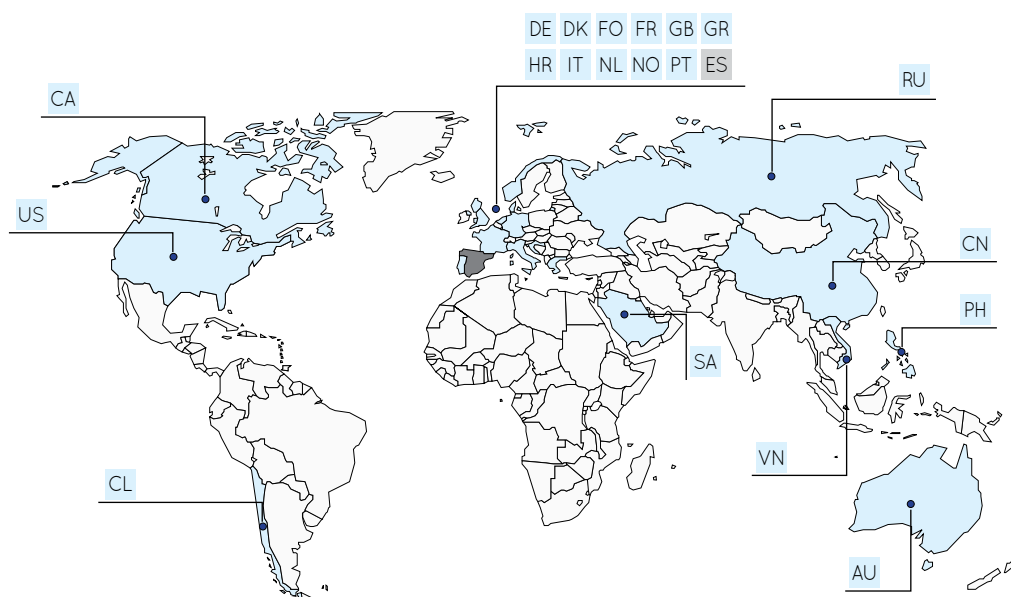 DE DK FO FR GB GR
HR IT NL NO PT ES
RU
CA
US
CN
PH
SA
VN
CL
AU